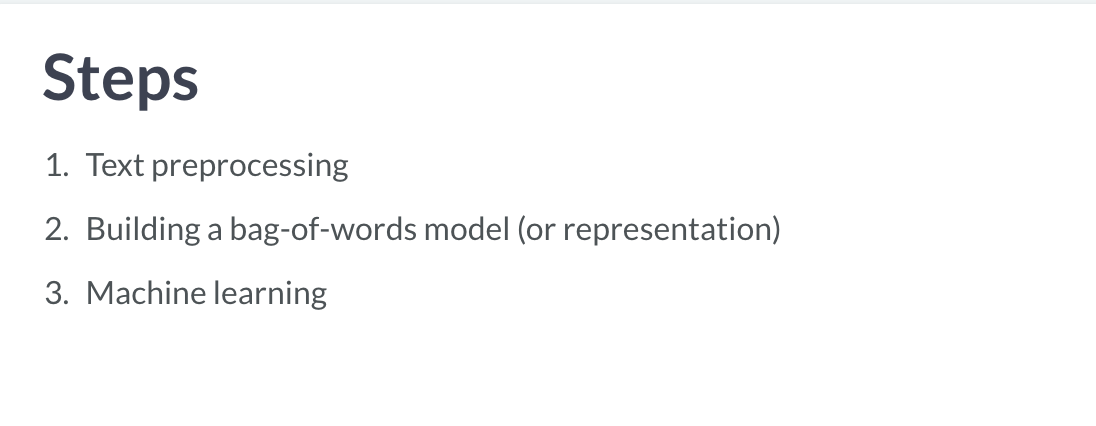 Steps
1. Text preprocessing
2. Building a bag-of-words model (or representation)
3. Machine learning